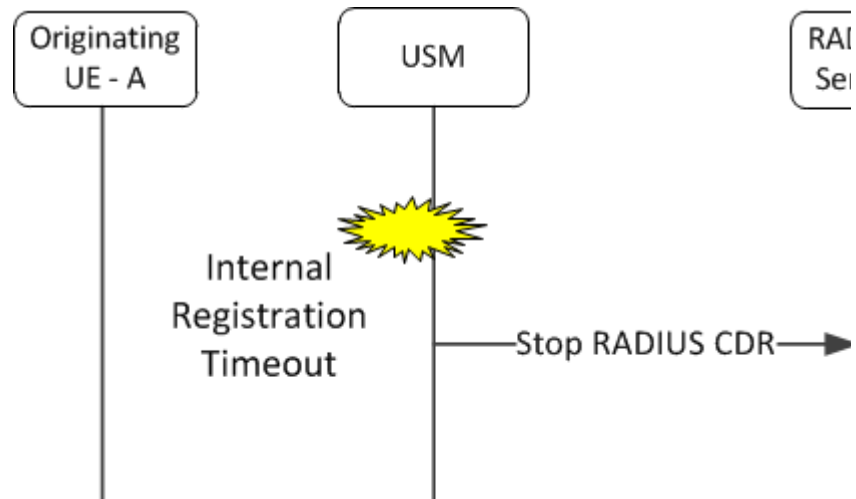 Originating
UE - A
USM
Internal
Registration
Timeout
Stop RADIUS CDR